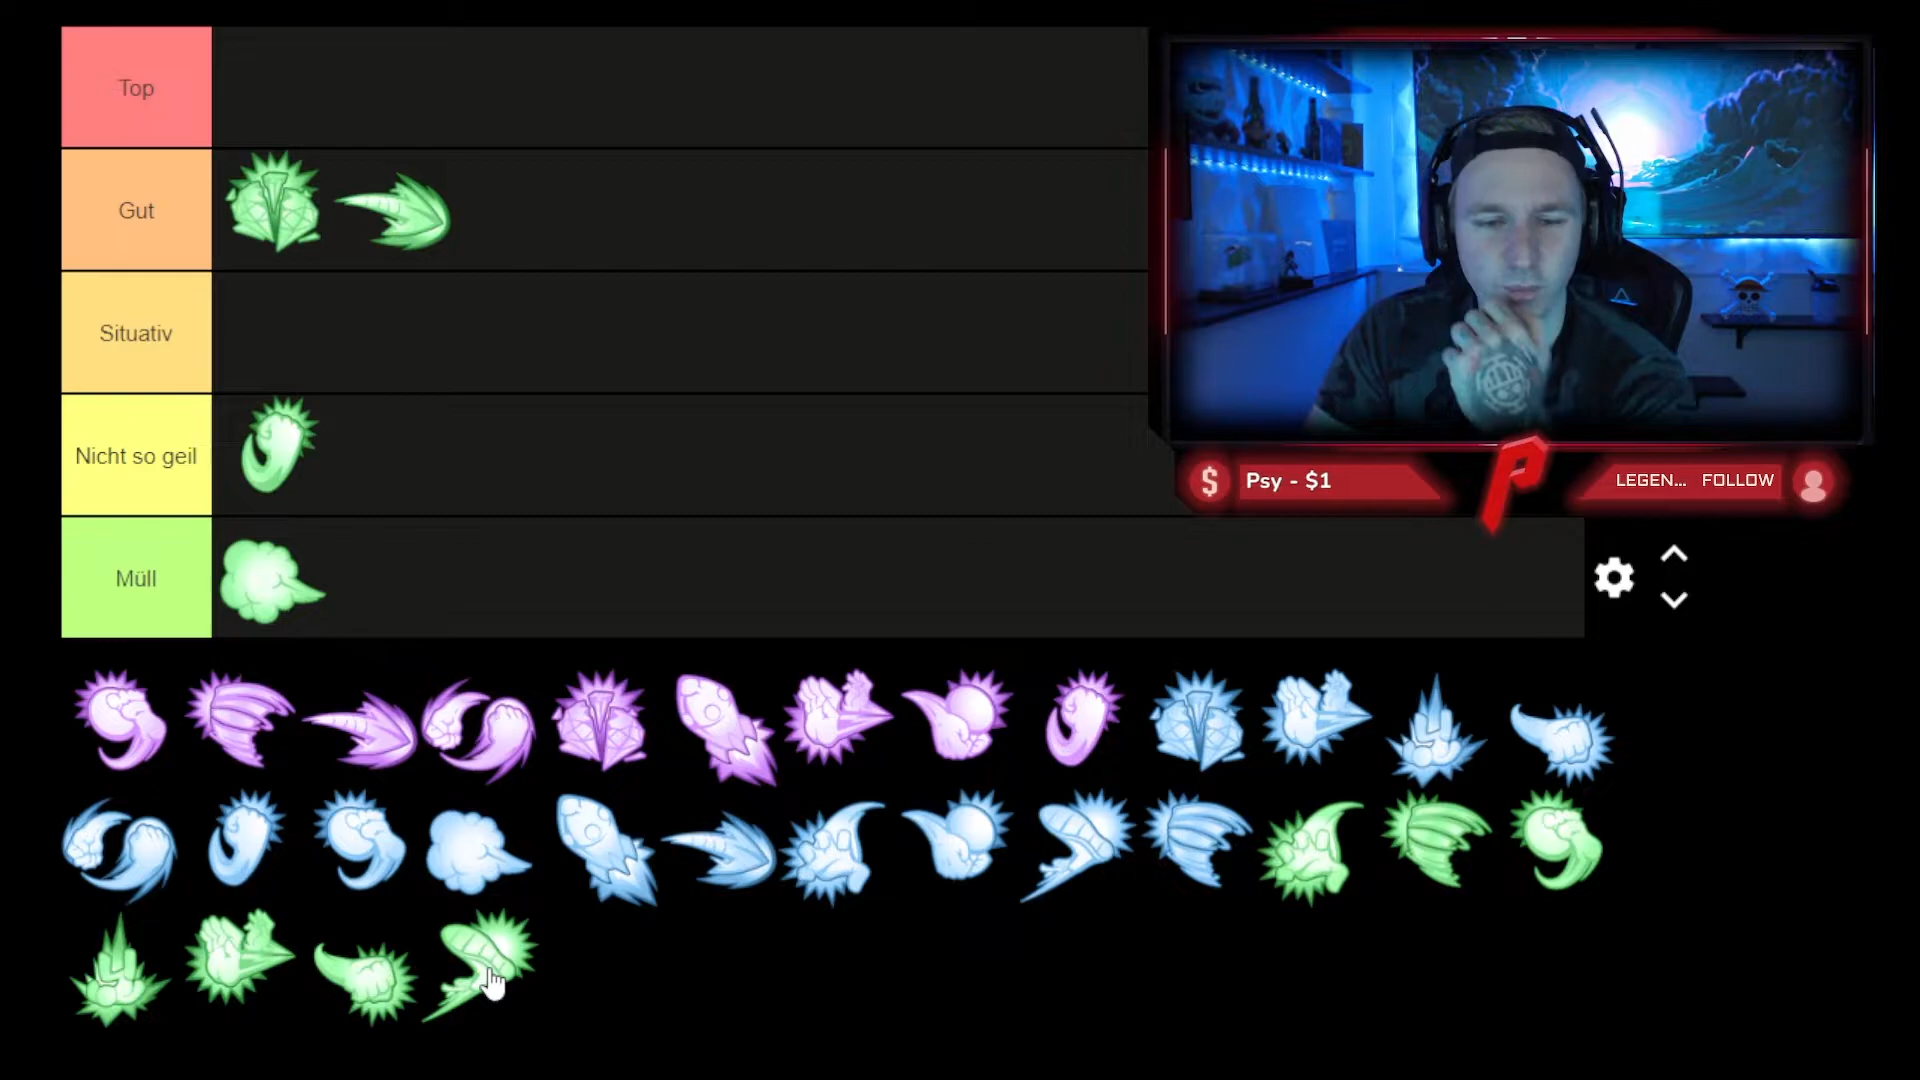 Top
Gut
Situativ
Nicht so geil
Müll
$ Psy - $1
LEGEN... FOLLOW